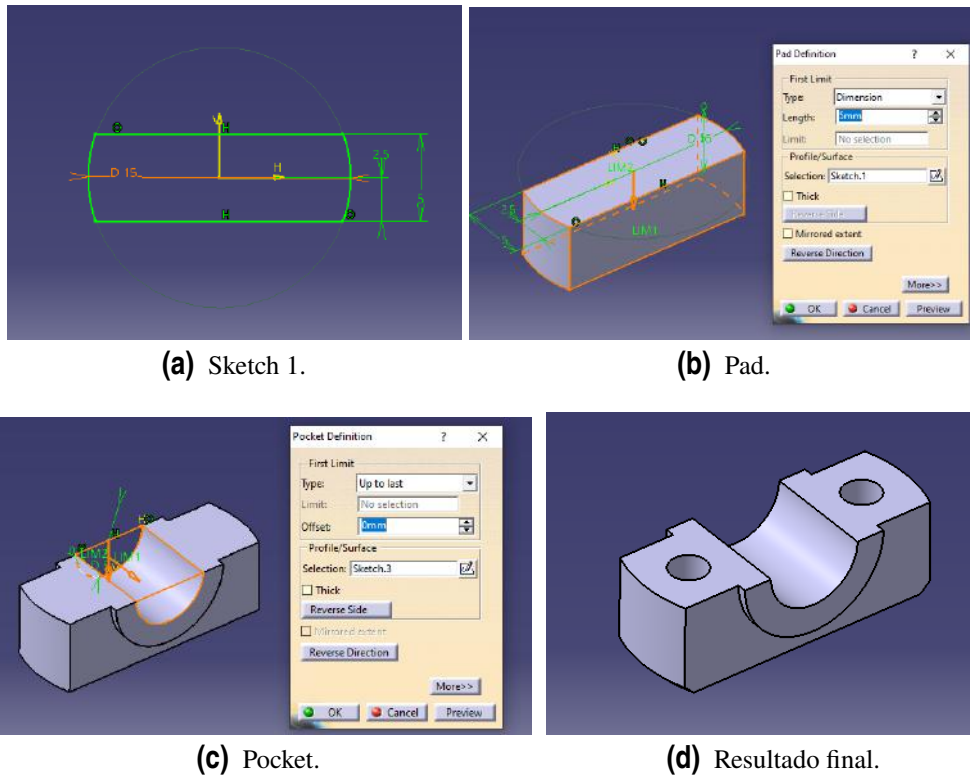 H
H
D 15
2,5
5
(a) Sketch 1.
D 15
LIM2
H
2,5
5
LIM1
Pad Definition ? X
First Limit
Type: Dimension
Length: 5mm
Limit: No selection
Profile/Surface
Selection: Sketch.1
Thick
Reverse Side
Mirrored extent
Reverse Direction
More>>
OK Cancel Preview
(b) Pad.
H
H
LIM2
LIM1
Pocket Definition ? X
First Limit
Type: Up to last
Limit: No selection
Offset: 0mm
Profile/Surface
Selection: Sketch.3
Thick
Reverse Side
Mirrored extent
Reverse Direction
More>>
OK Cancel Preview
(c) Pocket.
(d) Resultado final.